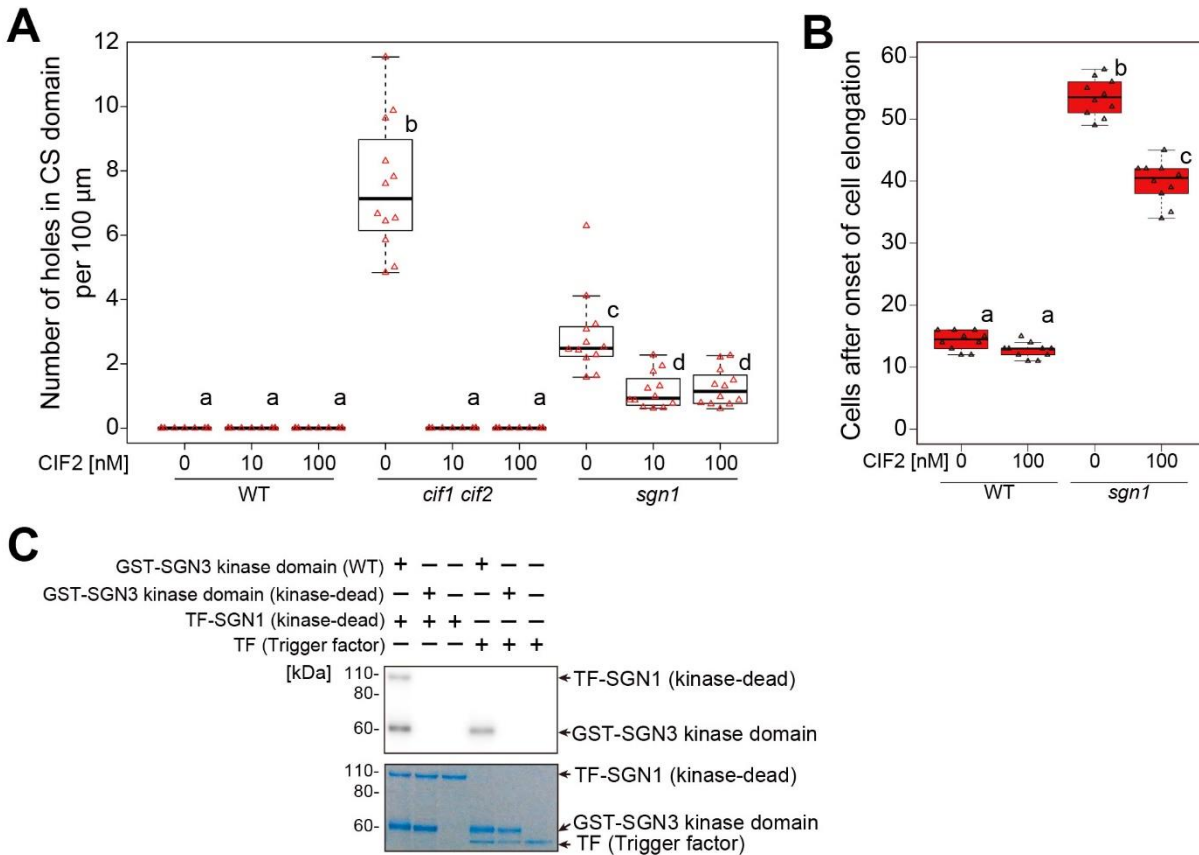 A
Number of holes in CS domain
per 100 µm
12
10
8
6
4
2
0
a
a
a
b
a
a
c
d
d
CIF2 [nM]
0
10
100
0
10
100
0
10
100
WT
cif1 cif2
sgn1
B
Cells after onset of cell elongation
60
50
40
30
20
10
0
a
a
b
c
CIF2 [nM]
0
100
0
100
WT
sgn1
C
GST-SGN3 kinase domain (WT) + − − + − −
GST-SGN3 kinase domain (kinase-dead) − + − − + −
TF-SGN1 (kinase-dead) + + + − − −
TF (Trigger factor) − − − + + +
[kDa]
110-
80-
60-
TF-SGN1 (kinase-dead)
GST-SGN3 kinase domain
110-
80-
60-
TF-SGN1 (kinase-dead)
GST-SGN3 kinase domain
TF (Trigger factor)